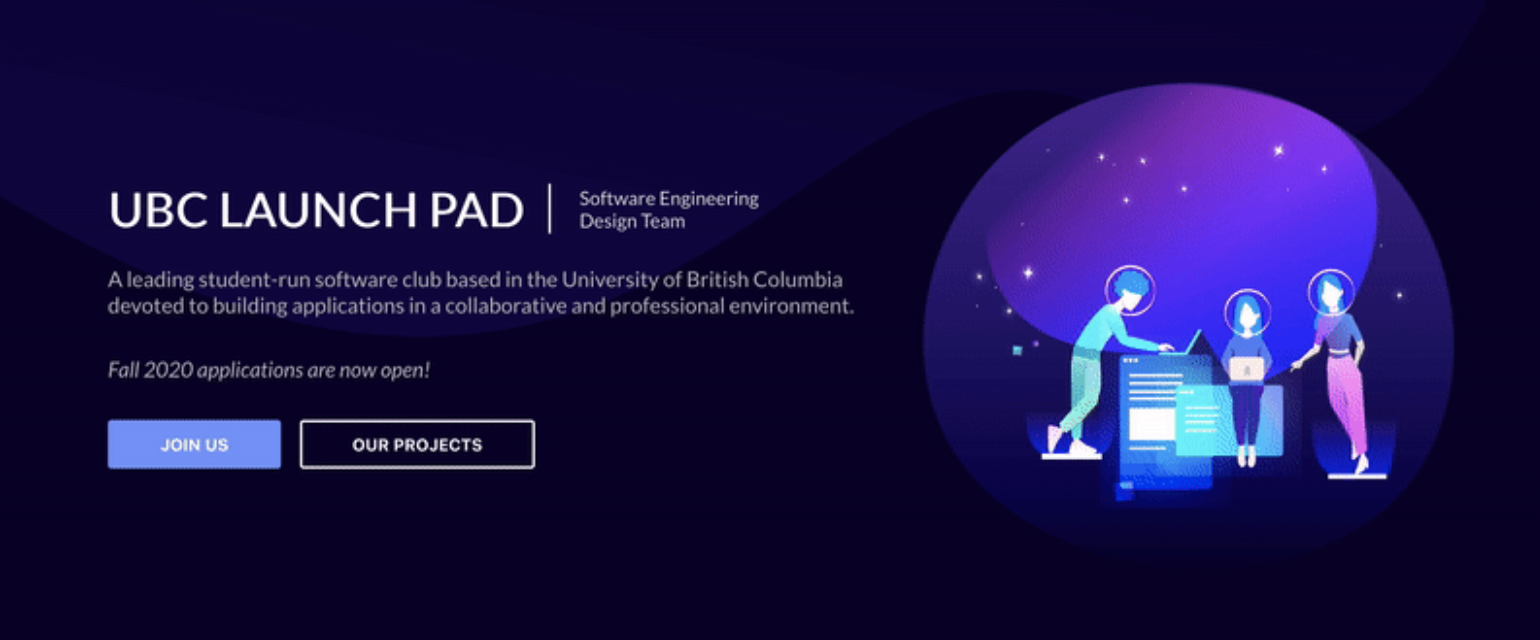 UBC LAUNCH PAD
Software Engineering
Design Team
A leading student-run software club based in the University of British Columbia
devoted to building applications in a collaborative and professional environment.
Fall 2020 applications are now open!
JOIN US
OUR PROJECTS